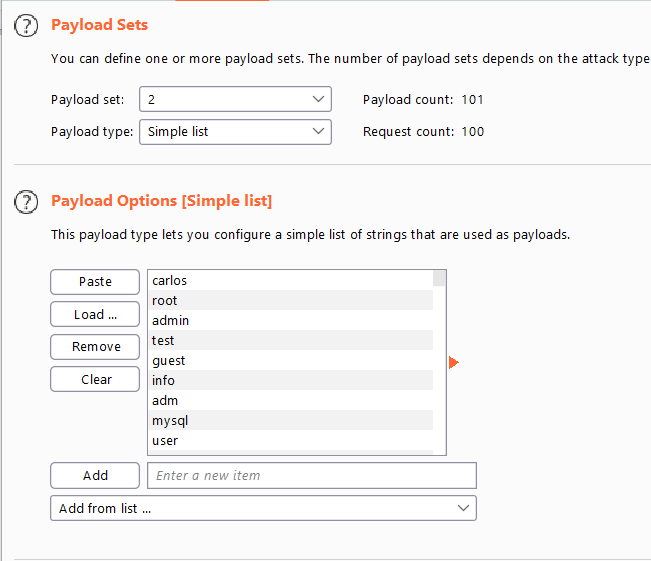 Payload Sets
You can define one or more payload sets. The number of payload sets depends on the attack type
Payload set: 2 Payload count: 101
Payload type: Simple list Request count: 100
Payload Options [Simple list]
This payload type lets you configure a simple list of strings that are used as payloads.
Paste
Load ...
Remove
Clear
carlos
root
admin
test
guest
info
adm
mysql
user
Add Enter a new item
Add from list ...